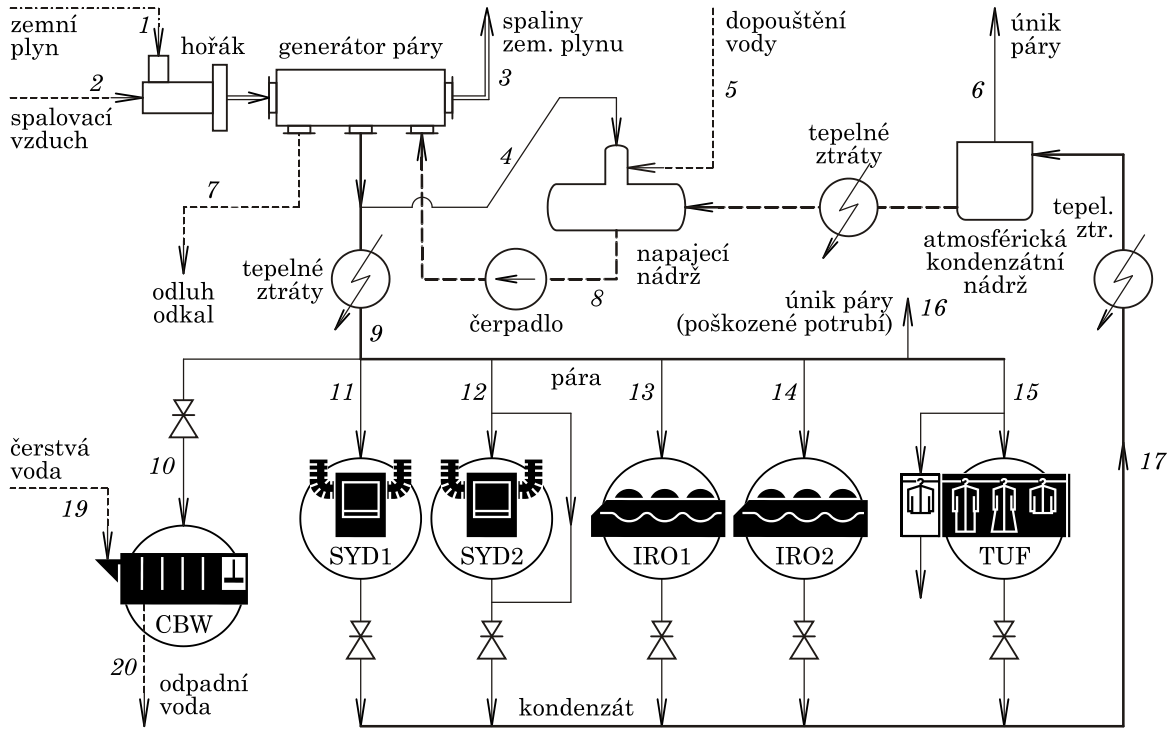 zemní
plyn
1
hořák
generátor páry
spaliny
zem. plynu
3
dopouštění
vody
5
únik
páry
6
2
spalovací
vzduch
4
tepelné
ztráty
7
tepelné
ztráty
odluh
odkal
čerpadlo
8
napajecí
nádrž
atmosférická
kondenzátní
nádrž
tepel.
ztr.
9
únik páry
(poškozené potrubí)
16
pára
10
11
12
13
14
15
17
čerstvá
voda
19
SYD1
SYD2
IRO1
IRO2
TUF
CBW
20
odpadní
voda
kondenzát